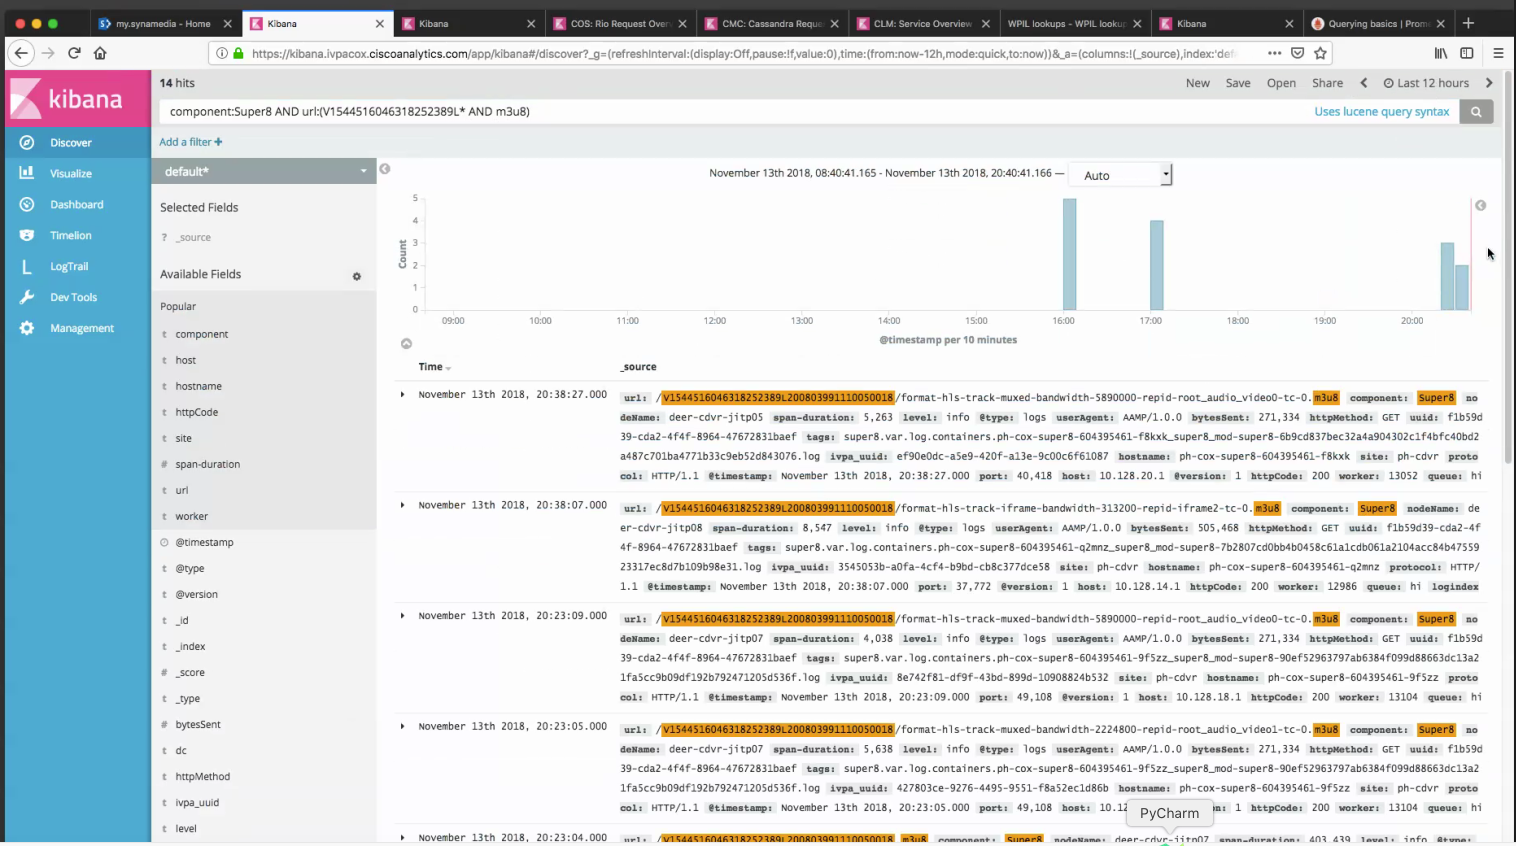 my.synamedia - Home
Kibana
Kibana
COS: Rio Request Over
CMC: Cassandra Reque
CLM: Service Overview
WPIL lookups - WPIL lookup
Kibana
Querying basics | Prom
https://kibana.ivpacox.ciscoanalytics.com/app/kibana#/discover?_g=(refreshInterval:(display:Off,pause:!f,value:0),time:(from:now-12h,mode:quick,to:now))&_a=(columns:!(_source),index:'def
kibana
Discover
Visualize
Dashboard
Timelion
LogTrail
Dev Tools
Management
14 hits
New Save Open Share Last 12 hours
component:Super8 AND url:(V1544516046318252389L* AND m3u8)
Uses lucene query syntax
Add a filter +
default*
Selected Fields
? _source
Available Fields
Popular
t component
t host
t hostname
t httpCode
t site
# span-duration
t url
t worker
@timestamp
t @type
t @version
t _id
t _index
# _score
t _type
# bytesSent
t dc
t httpMethod
t ivpa_uuid
t level
November 13th 2018, 08:40:41.165 - November 13th 2018, 20:40:41.166 —
Auto
Count
5
4
3
2
1
0
09:00 10:00 11:00 12:00 13:00 14:00 15:00 16:00 17:00 18:00 19:00 20:00
@timestamp per 10 minutes
Time _source
November 13th 2018, 20:38:27.000
url: /v1544516046318252389L200803991110050018/format-hls-track-muxed-bandwidth-5890000-repid-root_audio_video0-tc-0.m3u8 component: Super8 no
deName: deer-cdvr-jitp05 span-duration: 5,263 level: info @type: logs userAgent: AAMP/1.0.0 bytesSent: 271,334 httpMethod: GET uuid: f1b59d
39-cda2-4f4f-8964-47672831baef tags: super8.var.log.containers.ph-cox-super8-604395461-f8kxk_super8_mod-super8-6b9cd837bec32a4a904302c1f4bfc40bd2
a487c701ba4771b33c9eb52d843076.log ivpa_uuid: ef90e0dc-a5e9-420f-a13e-9c00c6f61087 hostname: ph-cox-super8-604395461-f8kxk site: ph-cdvr proto
col: HTTP/1.1 @timestamp: November 13th 2018, 20:38:27.000 port: 40,418 host: 10.128.20.1 @version: 1 httpCode: 200 worker: 13052 queue: hi
November 13th 2018, 20:38:07.000
url: /v1544516046318252389L200803991110050018/format-hls-track-iframe-bandwidth-313200-repid-iframe2-tc-0.m3u8 component: Super8 nodeName: de
er-cdvr-jitp08 span-duration: 8,547 level: info @type: logs userAgent: AAMP/1.0.0 bytesSent: 505,468 httpMethod: GET uuid: f1b59d39-cda2-4f
4f-8964-47672831baef tags: super8.var.log.containers.ph-cox-super8-604395461-q2mnz_super8_mod-super8-7b2807cd0bb4b0458c61a1cdb061a2104acc84b47559
23317ec8d7b109b98e31.log ivpa_uuid: 3545053b-a0fa-4cf4-b9bd-cb8c377dce58 site: ph-cdvr hostname: ph-cox-super8-604395461-q2mnz protocol: HTTP/
1.1 @timestamp: November 13th 2018, 20:38:07.000 port: 37,772 @version: 1 host: 10.128.14.1 httpCode: 200 worker: 12986 queue: hi logindex
November 13th 2018, 20:23:09.000
url: /v1544516046318252389L200803991110050018/format-hls-track-muxed-bandwidth-5890000-repid-root_audio_video0-tc-0.m3u8 component: Super8 no
deName: deer-cdvr-jitp07 span-duration: 4,038 level: info @type: logs userAgent: AAMP/1.0.0 bytesSent: 271,334 httpMethod: GET uuid: f1b59d
39-cda2-4f4f-8964-47672831baef tags: super8.var.log.containers.ph-cox-super8-604395461-9f5zz_super8_mod-super8-90ef52963797ab6384f099d88663dc13a2
1fa5cc9b09df192b792471205d536f.log ivpa_uuid: 8e742f81-df9f-43bd-899d-10908824b532 site: ph-cdvr hostname: ph-cox-super8-604395461-9f5zz proto
col: HTTP/1.1 @timestamp: November 13th 2018, 20:23:09.000 port: 49,108 @version: 1 host: 10.128.18.1 httpCode: 200 worker: 13104 queue: hi
November 13th 2018, 20:23:05.000
url: /v1544516046318252389L200803991110050018/format-hls-track-muxed-bandwidth-2224800-repid-root_audio_video1-tc-0.m3u8 component: Super8 no
deName: deer-cdvr-jitp07 span-duration: 5,638 level: info @type: logs userAgent: AAMP/1.0.0 bytesSent: 271,334 httpMethod: GET uuid: f1b59d
39-cda2-4f4f-8964-47672831baef tags: super8.var.log.containers.ph-cox-super8-604395461-9f5zz_super8_mod-super8-90ef52963797ab6384f099d88663dc13a2
1fa5cc9b09df192b792471205d536f.log ivpa_uuid: 427803ce-9276-4495-9551-f8a52ec1d86b hostname: ph-cox-super8-604395461-9f5zz site: ph-cdvr proto
col: HTTP/1.1 @timestamp: November 13th 2018, 20:23:05.000 port: 49,108 host: 10.12 : 1 httpCode: 200 worker: 13104 queue: hi
PyCharm
November 13th 2018, 20:23:04.000
url: /v1544516046318252389L200803991110050018 m3u8 component: Super8 nodeName: deer-cdvr-jitp07 span-duration: 403,439 level: info @type: